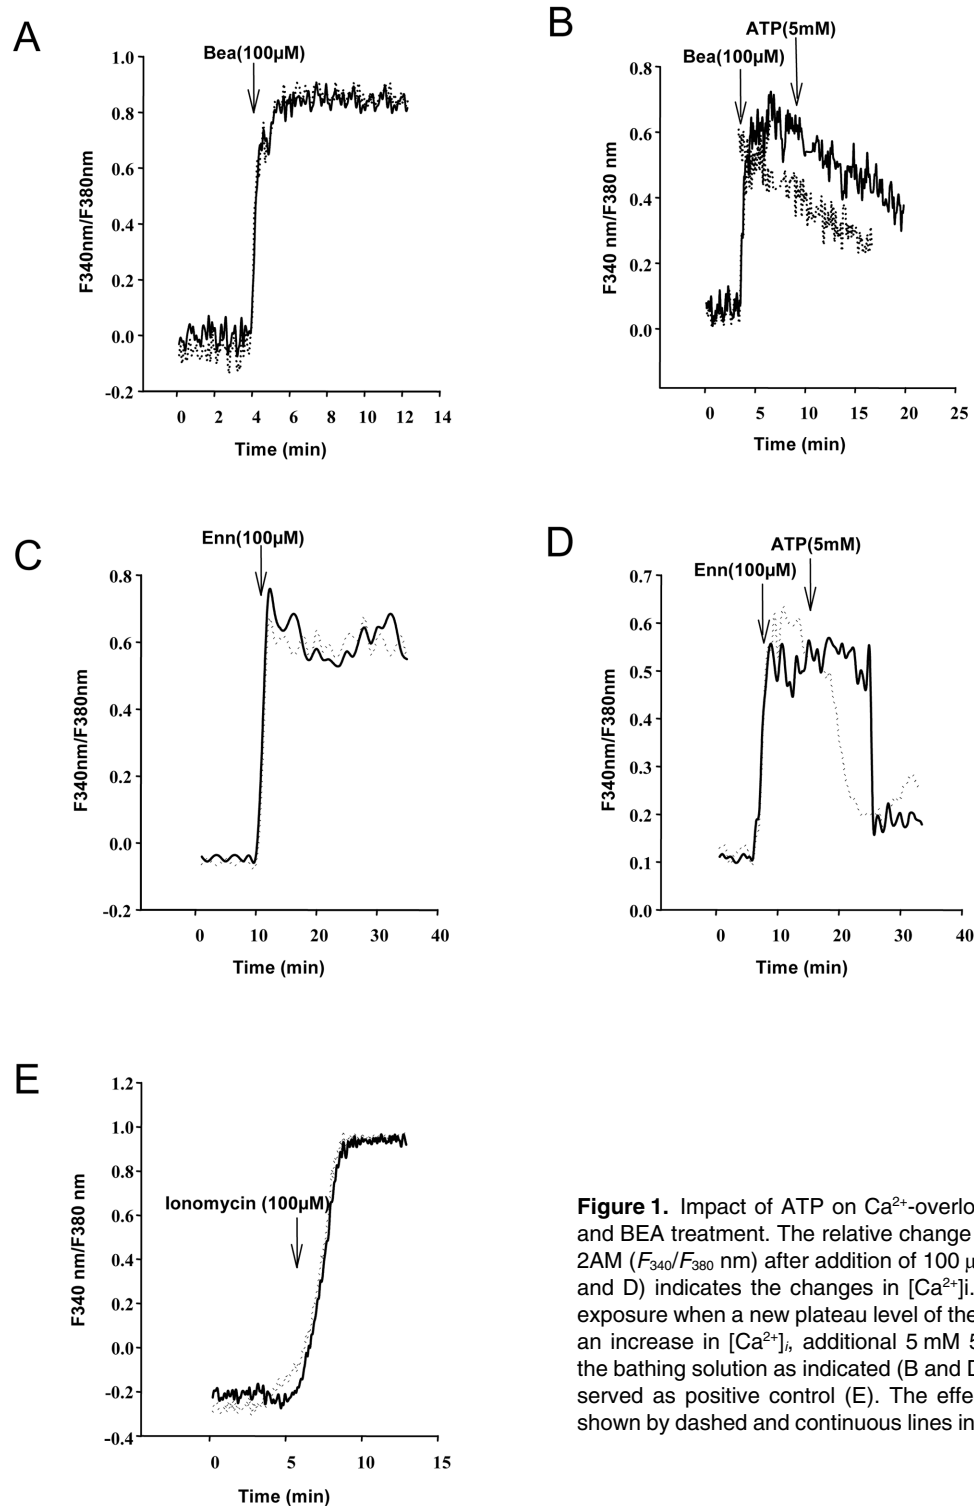 A
Bea(100µM)
1.0
0.8
0.6
0.4
0.2
0.0
-0.2
F340nm/F380nm
0 2 4 6 8 10 12 14
Time (min)
B
ATP(5mM)
Bea(100µM)
0.8
0.6
0.4
0.2
0.0
F340 nm/F380 nm
0 5 10 15 20 25
Time (min)
C
Enn(100µM)
0.8
0.6
0.4
0.2
0.0
-0.2
F340nm/F380nm
0 10 20 30 40
Time (min)
D
ATP(5mM)
Enn(100µM)
0.7
0.6
0.5
0.4
0.3
0.2
0.1
0.0
F340nm/F380nm
0 10 20 30 40
Time (min)
E
1.2
1.0
0.8
Ionomycin (100µM)
0.6
0.4
0.2
0.0
-0.2
-0.4
F340 nm/F380 nm
0 5 10 15
Time (min)
Figure 1. Impact of ATP on Ca²⁺-overlo
and BEA treatment. The relative change
2AM (F₃₄₀/F₃₈₀ nm) after addition of 100 µ
and D) indicates the changes in [Ca²⁺]i.
exposure when a new plateau level of the
an increase in [Ca²⁺]ᵢ, additional 5 mM 5
the bathing solution as indicated (B and D
served as positive control (E). The effe
shown by dashed and continuous lines in